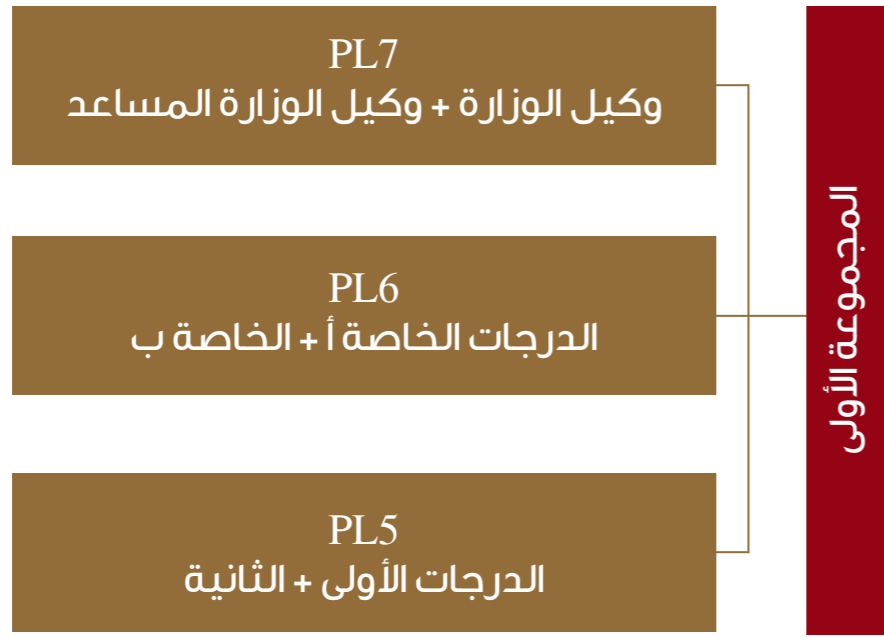 المجموعة الأولى
PL7
وكيل الوزارة + وكيل الوزارة المساعد
PL6
الدرجات الخاصة أ + الخاصة ب
PL5
الدرجات الأولى + الثانية